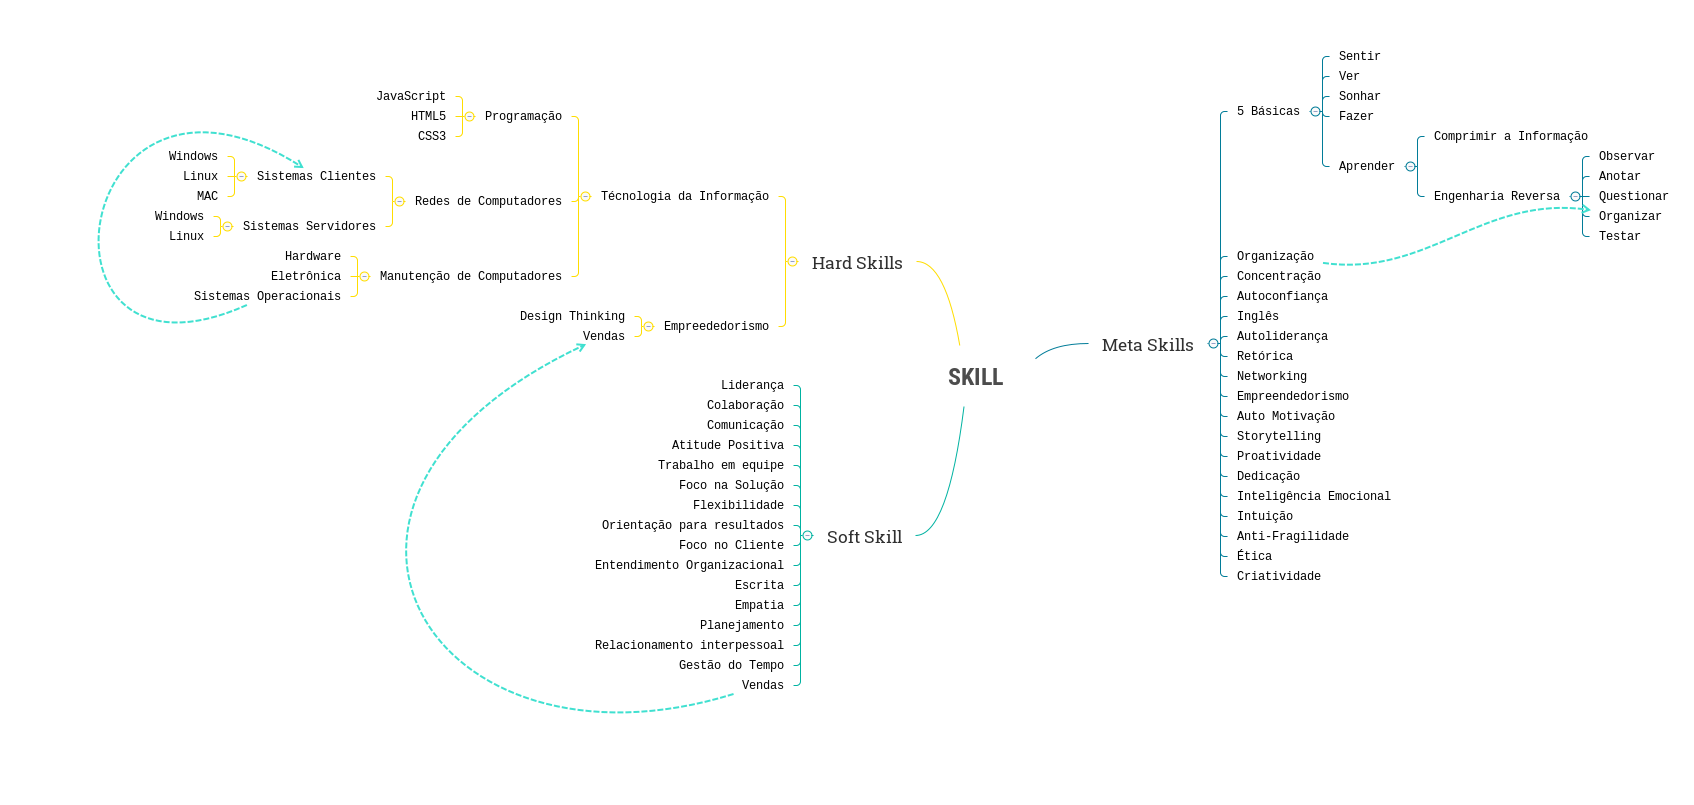 SKILL
Hard Skills
Técnologia da Informação
Programação
JavaScript
HTML5
CSS3
Redes de Computadores
Sistemas Clientes
Windows
Linux
MAC
Sistemas Servidores
Windows
Linux
Manutenção de Computadores
Hardware
Eletrônica
Sistemas Operacionais
Empreededorismo
Design Thinking
Vendas
Soft Skill
Liderança
Colaboração
Comunicação
Atitude Positiva
Trabalho em equipe
Foco na Solução
Flexibilidade
Orientação para resultados
Foco no Cliente
Entendimento Organizacional
Escrita
Empatia
Planejamento
Relacionamento interpessoal
Gestão do Tempo
Vendas
Meta Skills
5 Básicas
Sentir
Ver
Sonhar
Fazer
Aprender
Comprimir a Informação
Engenharia Reversa
Observar
Anotar
Questionar
Organizar
Testar
Organização
Concentração
Autoconfiança
Inglês
Autoliderança
Retórica
Networking
Empreendedorismo
Auto Motivação
Storytelling
Proatividade
Dedicação
Inteligência Emocional
Intuição
Anti-Fragilidade
Ética
Criatividade